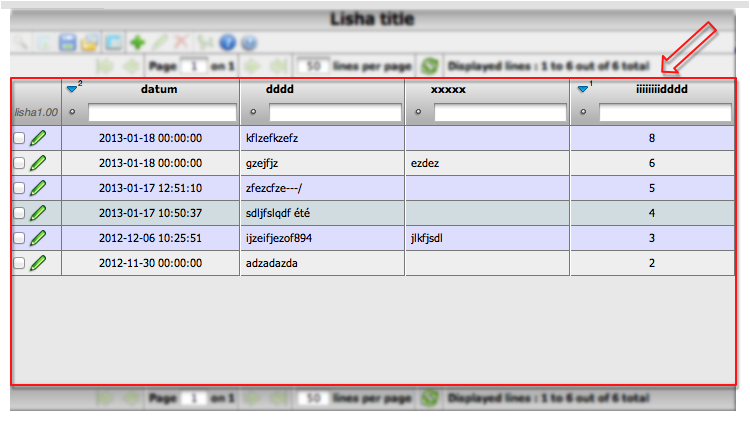 Lisha title
Page 1 on 1 50 lines per page Displayed lines : 1 to 6 out of 6 total
2 datum dddd xxxxx 1 iiiiiiiidddd
lisha1.00
2013-01-18 00:00:00 kflzefkzefz 8
2013-01-18 00:00:00 gzejfjz ezdez 6
2013-01-17 12:51:10 zfezcfze---/ 5
2013-01-17 10:50:37 sdljfslqdf été 4
2012-12-06 10:25:51 ijzeifjezof894 jlkfjsdl 3
2012-11-30 00:00:00 adzadazda 2
Page 1 on 1 50 lines per page Displayed lines : 1 to 6 out of 6 total